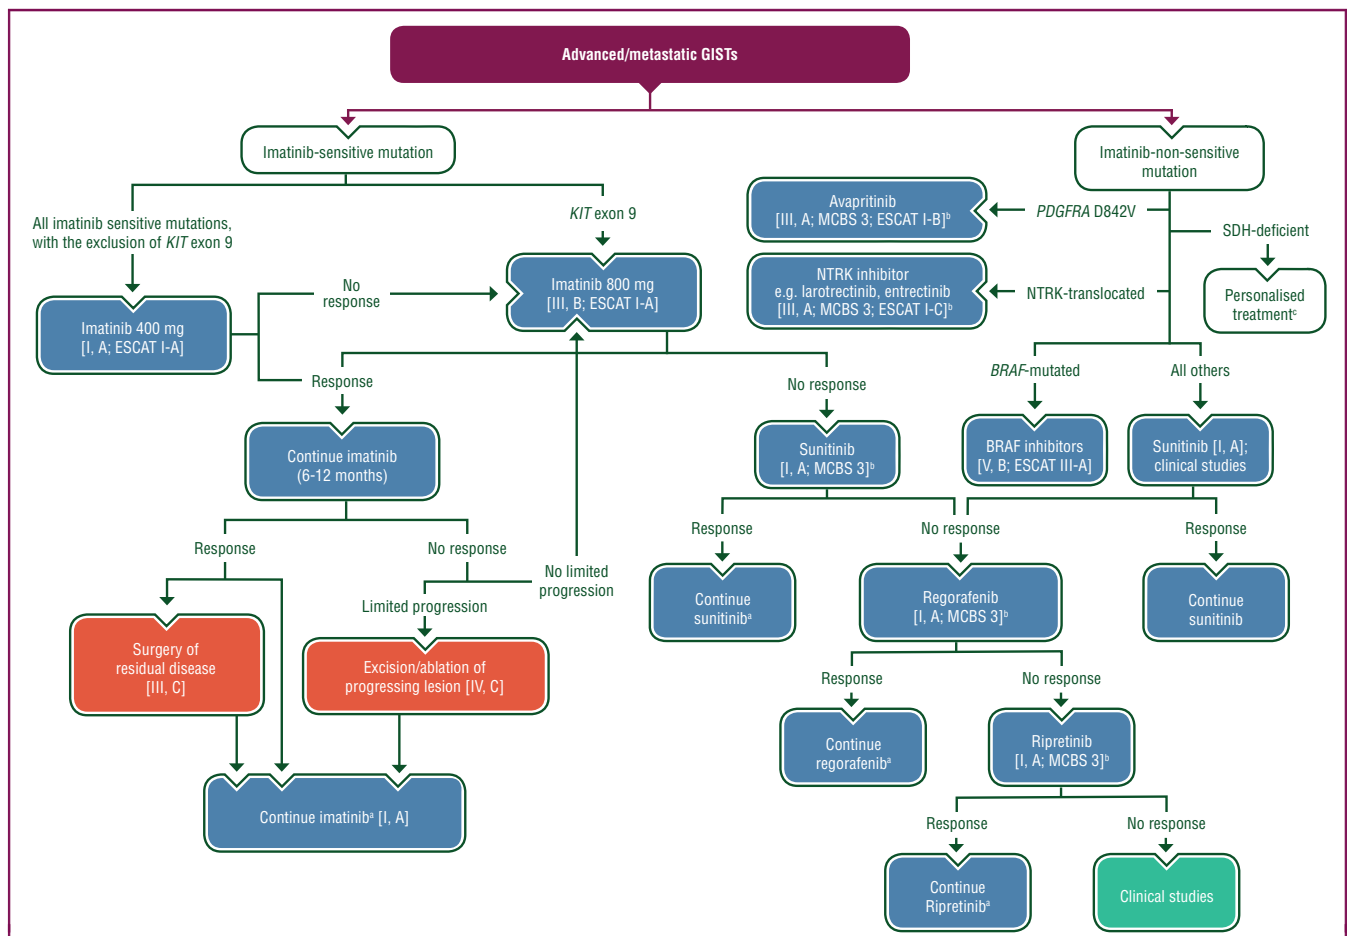 Advanced/metastatic GISTs
Imatinib-sensitive mutation
Imatinib-non-sensitive
mutation
All imatinib sensitive mutations,
with the exclusion of KIT exon 9
KIT exon 9
Avapritinib
[III, A; MCBS 3; ESCAT I-B]ᵇ
PDGFRA D842V
SDH-deficient
Imatinib 400 mg
[I, A; ESCAT I-A]
No
response
Imatinib 800 mg
[III, B; ESCAT I-A]
NTRK inhibitor
e.g. larotrectinib, entrectinib
[III, A; MCBS 3; ESCAT I-C]ᵇ
NTRK-translocated
Personalised
treatmentᶜ
Response
No response
BRAF-mutated
All others
Continue imatinib
(6-12 months)
Sunitinib
[I, A; MCBS 3]ᵇ
BRAF inhibitors
[V, B; ESCAT III-A]
Sunitinib [I, A];
clinical studies
Response
No response
Response
No response
Response
Limited progression
No limited
progression
Surgery of
residual disease
[III, C]
Excision/ablation of
progressing lesion [IV, C]
Continue
sunitinibᵃ
Regorafenib
[I, A; MCBS 3]ᵇ
Continue
sunitinib
Response
No response
Continue
regorafenibᵃ
Ripretinib
[I, A; MCBS 3]ᵇ
Continue imatinibᵃ [I, A]
Response
No response
Continue
Ripretinibᵃ
Clinical studies